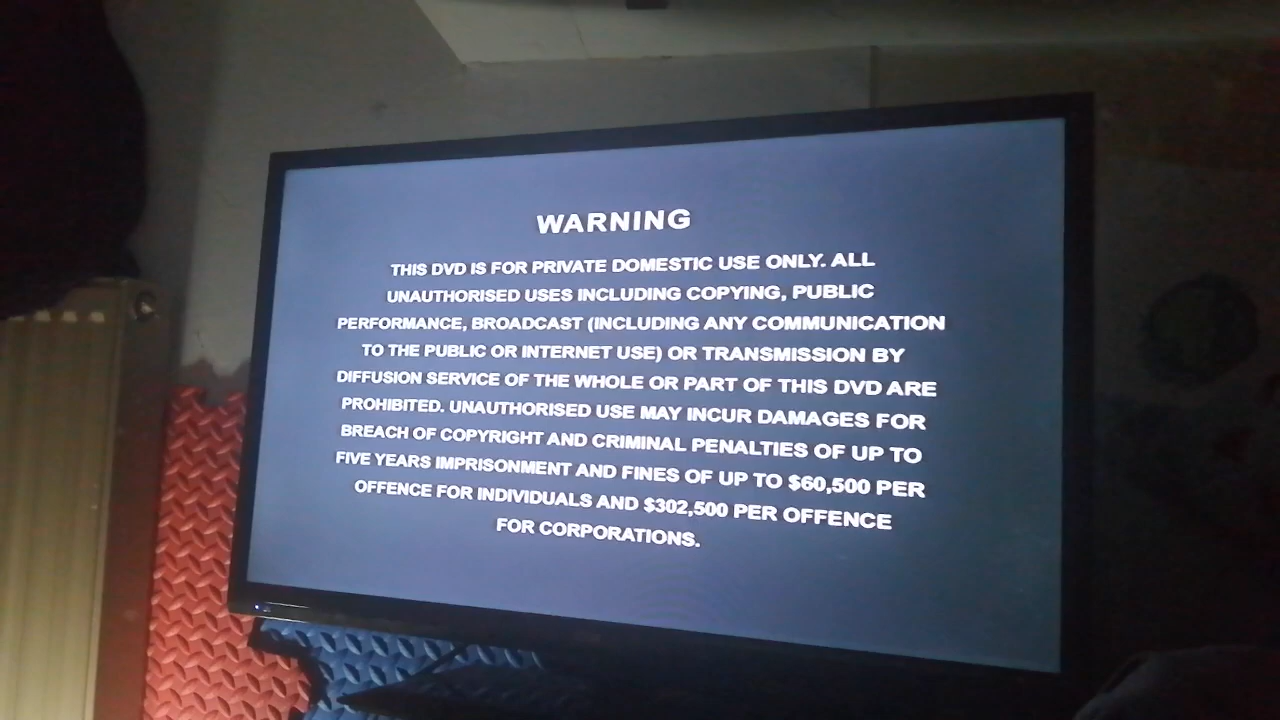 WARNING
THIS DVD IS FOR PRIVATE DOMESTIC USE ONLY. ALL
UNAUTHORISED USES INCLUDING COPYING, PUBLIC
PERFORMANCE, BROADCAST (INCLUDING ANY COMMUNICATION
TO THE PUBLIC OR INTERNET USE) OR TRANSMISSION BY
DIFFUSION SERVICE OF THE WHOLE OR PART OF THIS DVD ARE
PROHIBITED. UNAUTHORISED USE MAY INCUR DAMAGES FOR
BREACH OF COPYRIGHT AND CRIMINAL PENALTIES OF UP TO
FIVE YEARS IMPRISONMENT AND FINES OF UP TO $60,500 PER
OFFENCE FOR INDIVIDUALS AND $302,500 PER OFFENCE
FOR CORPORATIONS.